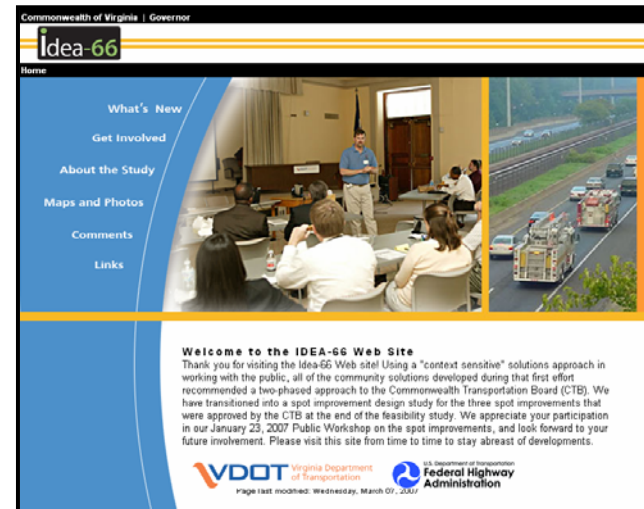 Commonwealth of Virginia | Governor
idea-66
Home
What's New
Get Involved
About the Study
Maps and Photos
Comments
Links
Welcome to the IDEA-66 Web Site
Thank you for visiting the Idea-66 Web site! Using a "context sensitive" solutions approach in
working with the public, all of the community solutions developed during that first effort
recommended a two-phased approach to the Commonwealth Transportation Board (CTB). We
have transitioned into a spot improvement design study for the three spot improvements that
were approved by the CTB at the end of the feasibility study. We appreciate your participation
in our January 23, 2007 Public Workshop on the spot improvements, and look forward to your
future involvement. Please visit this site from time to time to stay abreast of developments.
VDOT Virginia Department
of Transportation
U.S. Department of Transportation
Federal Highway
Administration
Page last modified: Wednesday, March 07, 2007